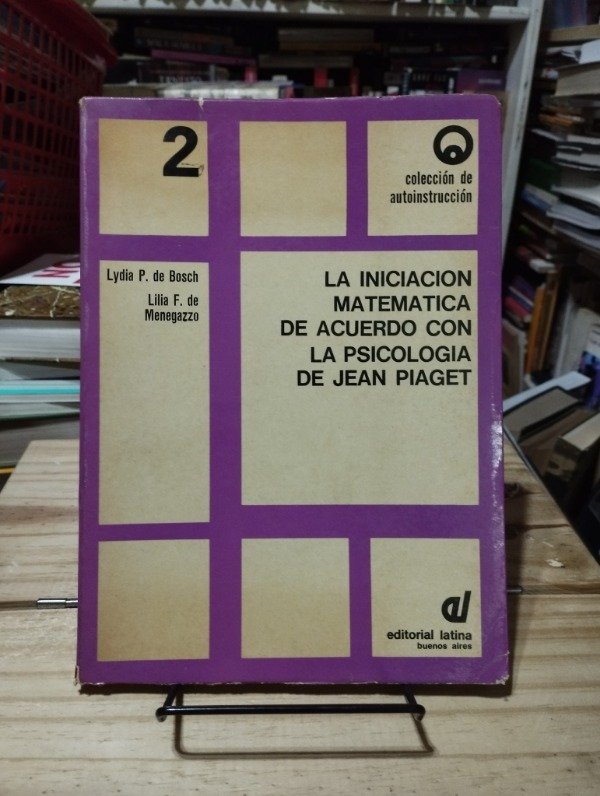 2
colección de
autoinstrucción
Lydia P. de Bosch
Lilia F. de
Menegazzo
LA INICIACION
MATEMATICA
DE ACUERDO CON
LA PSICOLOGIA
DE JEAN PIAGET
el
editorial latina
buenos aires